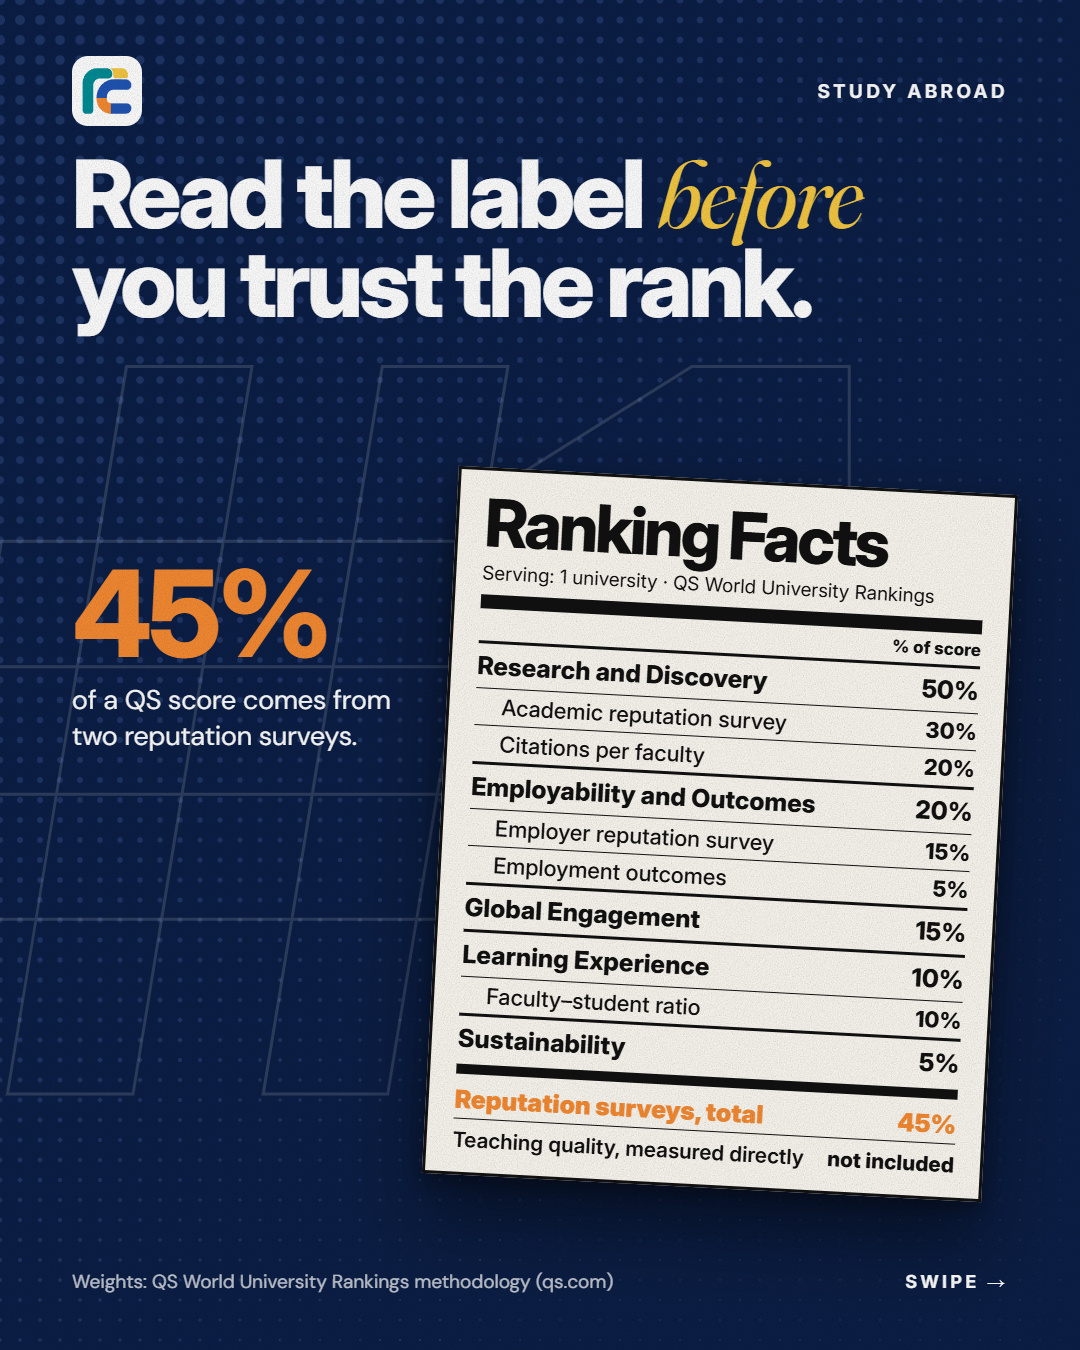 STUDY ABROAD
Read the label before
you trust the rank.
45%
of a QS score comes from
two reputation surveys.
Ranking Facts
Serving: 1 university · QS World University Rankings
% of score
Research and Discovery 50%
Academic reputation survey 30%
Citations per faculty 20%
Employability and Outcomes 20%
Employer reputation survey 15%
Employment outcomes 5%
Global Engagement 15%
Learning Experience 10%
Faculty–student ratio 10%
Sustainability 5%
Reputation surveys, total 45%
Teaching quality, measured directly not included
Weights: QS World University Rankings methodology (qs.com)
SWIPE →